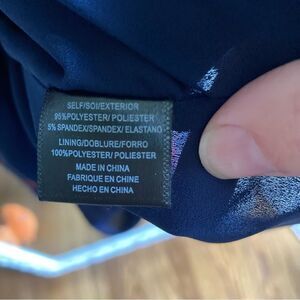 SELF/SOI/EXTERIOR
95%POLYESTER/ POLIESTER
5% SPANDEX/SPANDEX/ ELASTANO
LINING/DOBLURE/FORRO
100%POLYESTER/ POLIESTER
MADE IN CHINA
FABRIQUE EN CHINE
HECHO EN CHINA